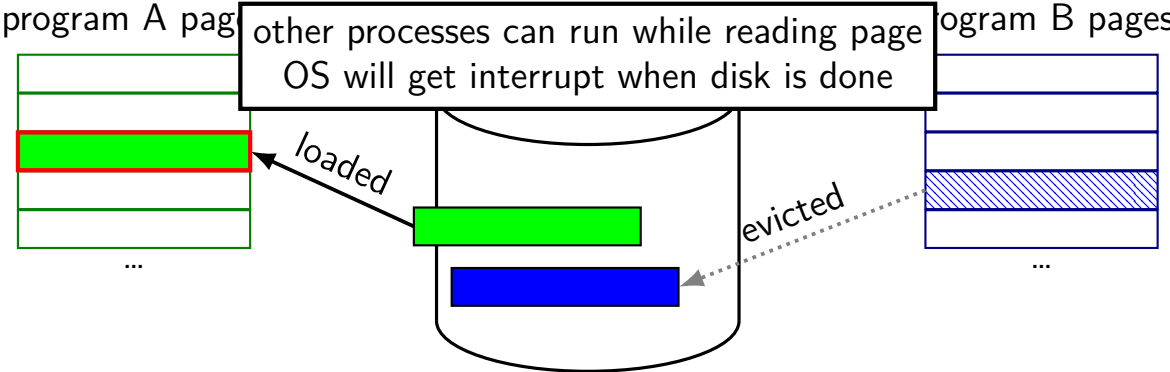 program A pag
other processes can run while reading page
OS will get interrupt when disk is done
rogram B pages
loaded
evicted
...
...